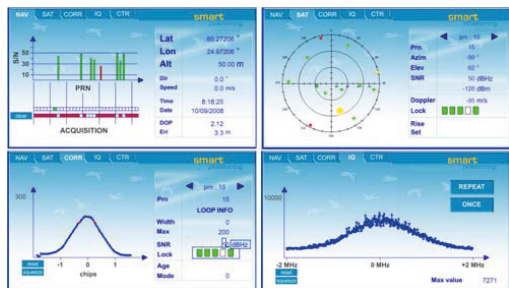 NAV SAT CORR IQ CTR
smart
S/N
50
30
10
PRN
ACQUISITION
Lat 60.27206 °
Lon 24.97206 °
Alt 50.00 m
Dir 0.0 °
Speed 0.0 m/s
Time 8:18:25
Date 10/09/2008
DOP 2.12
Err 3.3 m
NAV SAT CORR IQ CTR
smart
prn 15
Prn 15
Azim -99 °
Elev 62 °
SNR 50 dBHz
-128 dBm
Doppler -95 m/s
Lock
Rise
Set
NAV SAT CORR IQ CTR
smart
300
-1 0 1
chips
reset
squeeze
prn 15
Prn 15
LOOP INFO
Width 0
Max 200
SNR dBHz
Lock
Age
Mode 0
NAV SAT CORR IQ CTR
smart
10000
REPEAT
ONCE
-2 MHz 0 MHz +2 MHz
reset
squeeze
Max value 7271